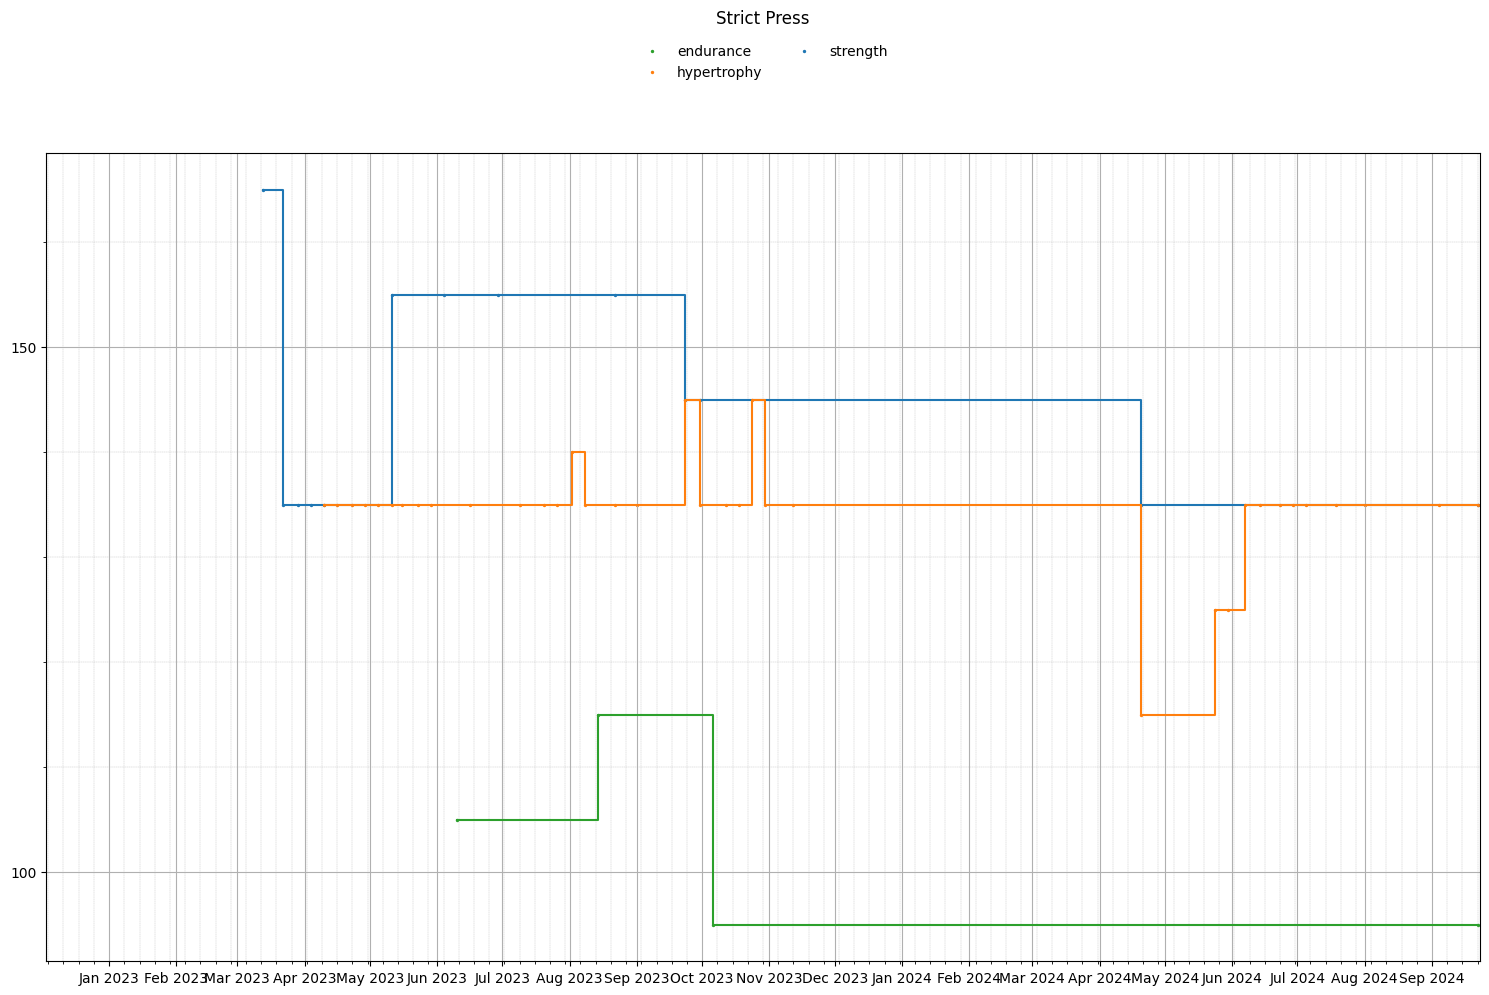 Strict Press
endurance strength
hypertrophy
150
100
Jan 2023 Feb 2023 Mar 2023 Apr 2023 May 2023 Jun 2023 Jul 2023 Aug 2023 Sep 2023 Oct 2023 Nov 2023 Dec 2023 Jan 2024 Feb 2024 Mar 2024 Apr 2024 May 2024 Jun 2024 Jul 2024 Aug 2024 Sep 2024